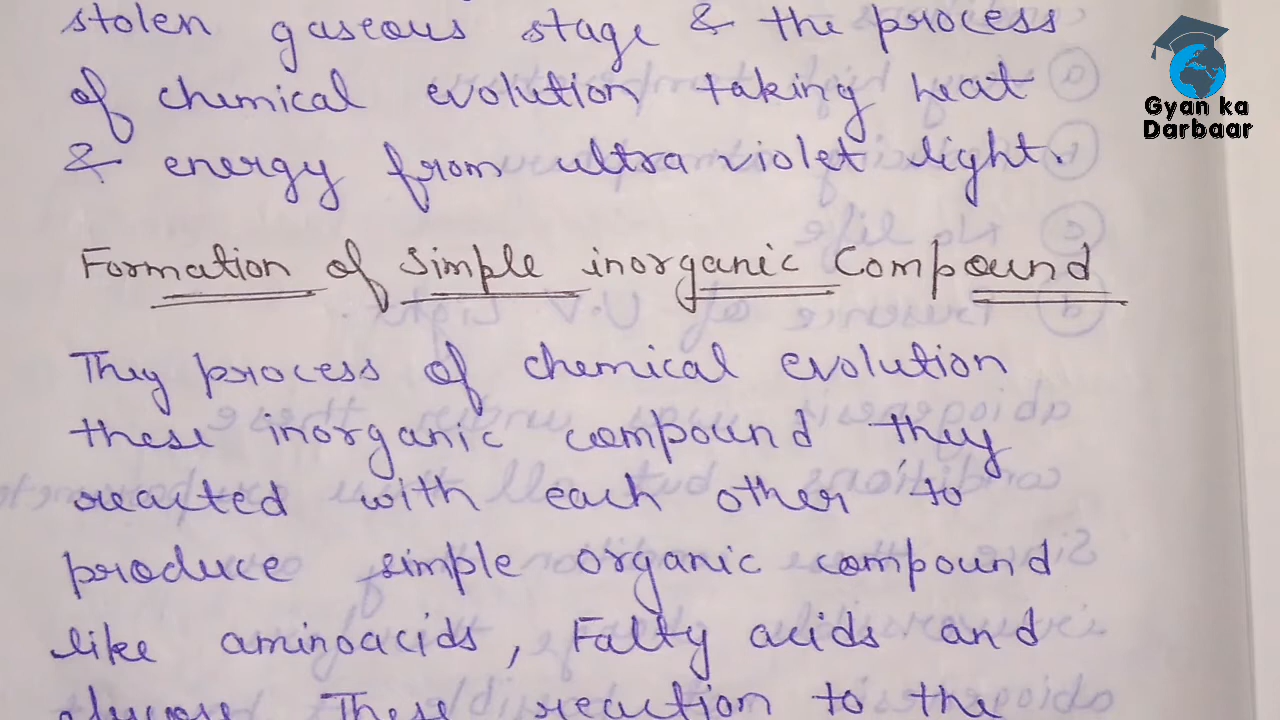 stolen gaseous stage & the process
of chemical evolution taking heat
& energy from ultra violet light.
Formation of simple inorganic compound
They process of chemical evolution
these inorganic compound they
reacted with each other to
produce simple organic compound
like aminoacids, Fatty acids and
glucose. These reaction to the
Gyan ka
Darbaar